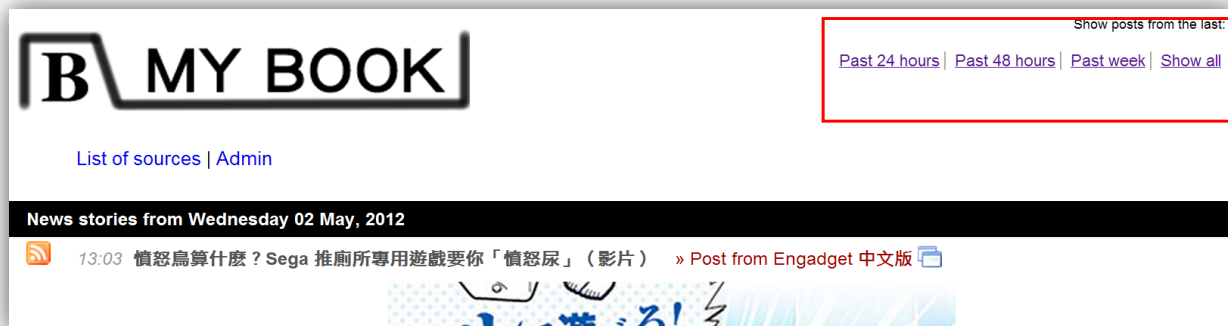 Show posts from the last:
B MY BOOK
Past 24 hours | Past 48 hours | Past week | Show all
List of sources | Admin
News stories from Wednesday 02 May, 2012
13:03 憤怒鳥算什麼？Sega 推廁所專用遊戲要你「憤怒尿」（影片） » Post from Engadget 中文版